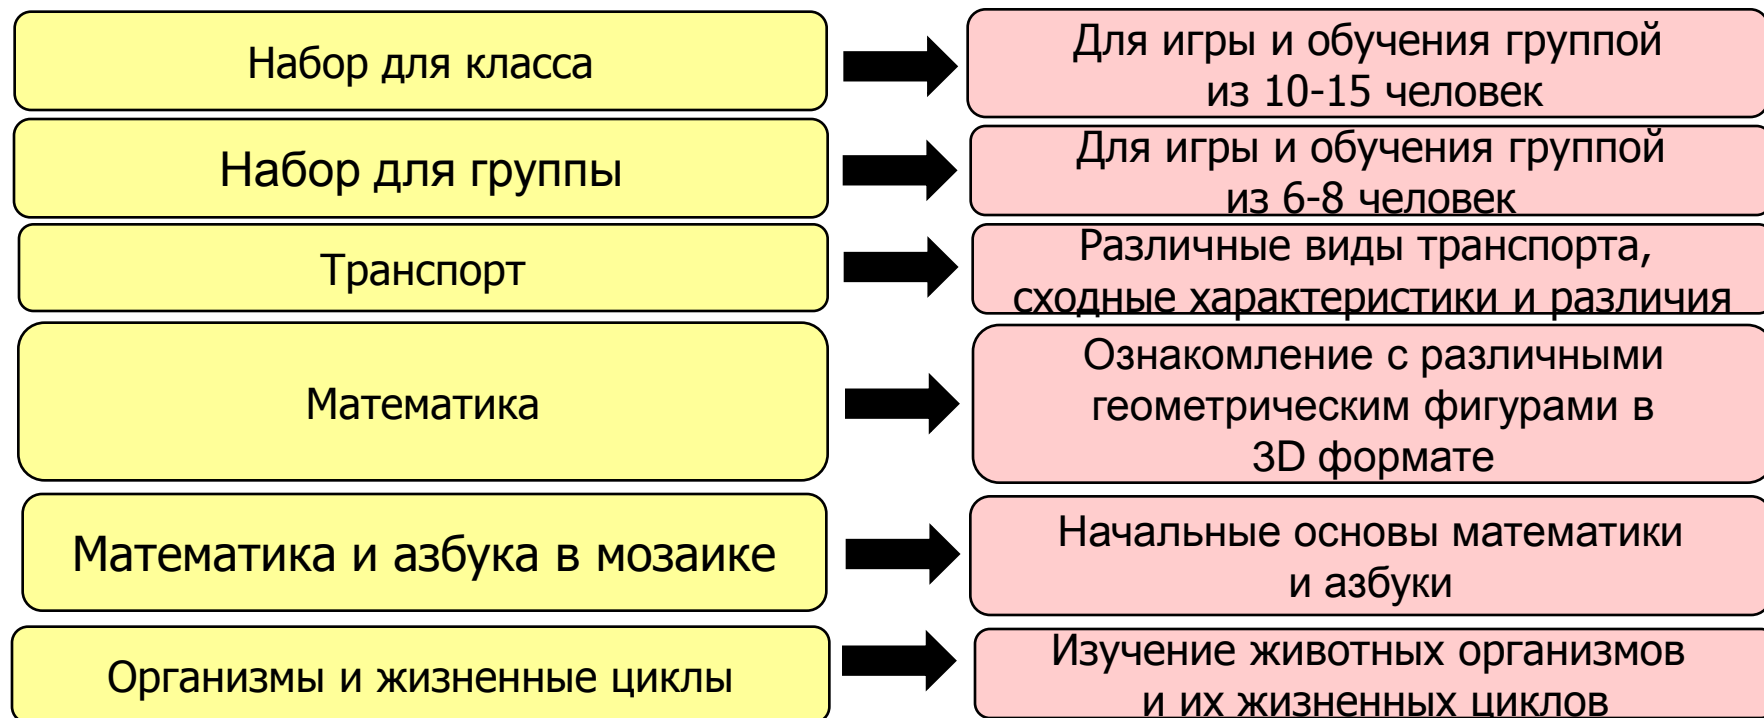 Набор для класса
Для игры и обучения группой
из 10-15 человек
Набор для группы
Для игры и обучения группой
из 6-8 человек
Транспорт
Различные виды транспорта,
сходные характеристики и различия
Математика
Ознакомление с различными
геометрическим фигурами в
3D формате
Математика и азбука в мозаике
Начальные основы математики
и азбуки
Организмы и жизненные циклы
Изучение животных организмов
и их жизненных циклов